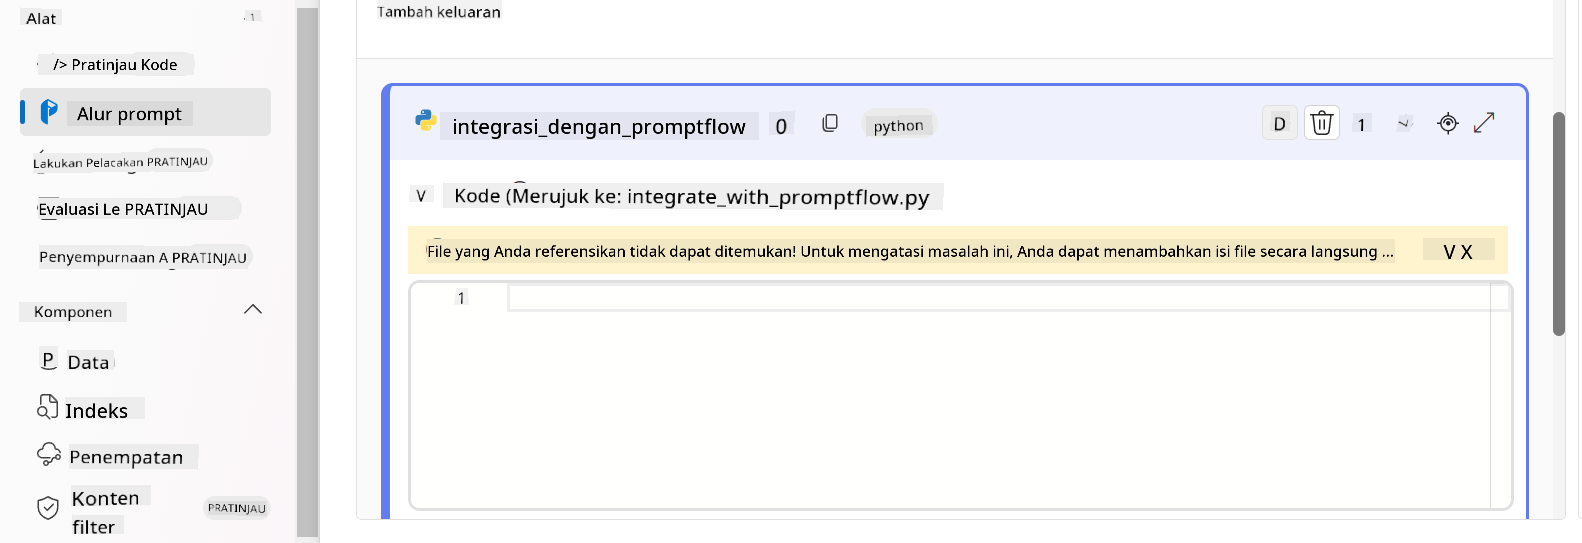 Alat
/> Pratinjau Kode
Alur prompt
Lakukan Pelacakan PRATINJAU
Evaluasi Le PRATINJAU
Penyempurnaan A PRATINJAU
Komponen
P Data
Indeks
Penempatan
Konten
filter
PRATINJAU
Tambah keluaran
integrasi_dengan_promptflow 0 python D 1
V Kode (Merujuk ke: integrate_with_promptflow.py
File yang Anda referensikan tidak dapat ditemukan! Untuk mengatasi masalah ini, Anda dapat menambahkan isi file secara langsung ... V X
1